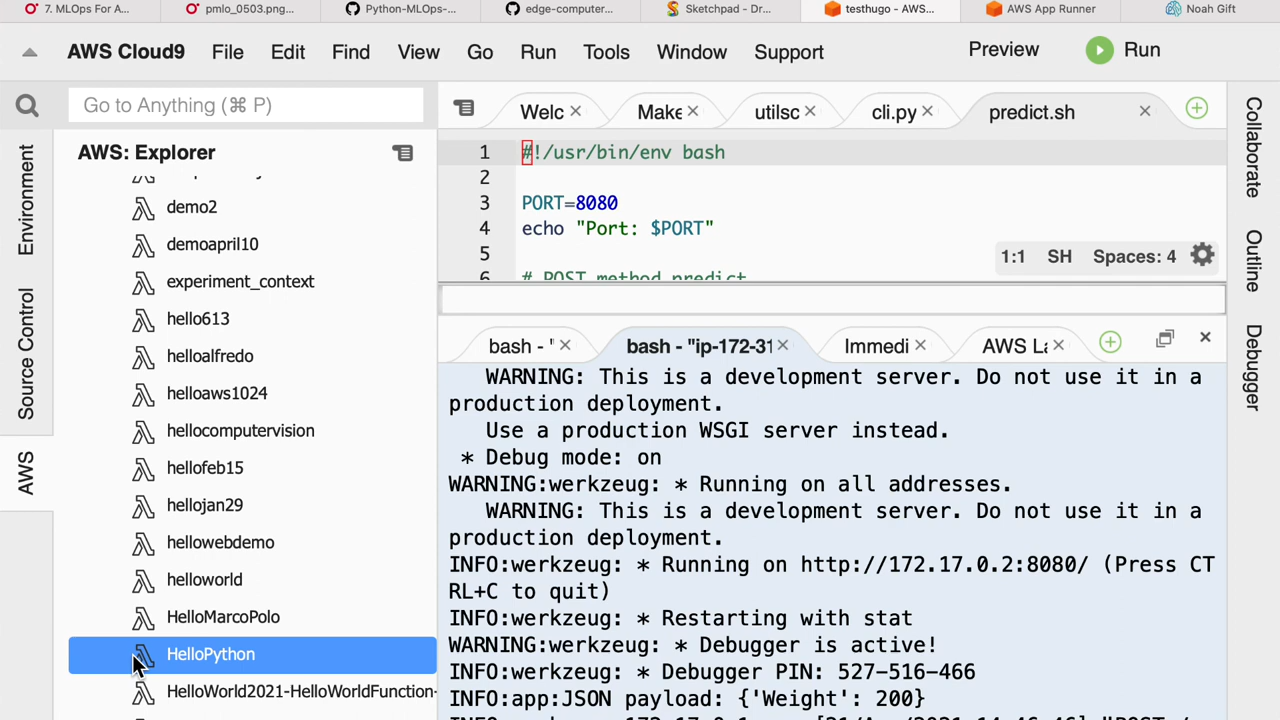 7. MLOps For A...
pmlo_0503.png...
Python-MLOps-...
edge-computer...
Sketchpad - Dr...
testhugo - AWS...
AWS App Runner
Noah Gift
AWS Cloud9 File Edit Find View Go Run Tools Window Support Preview Run
Go to Anything (⌘ P)
Welc
Make
utilsc
cli.py
predict.sh
Environment
Source Control
AWS
AWS: Explorer
demo2
demoapril10
experiment_context
hello613
helloalfredo
helloaws1024
hellocomputervision
hellofeb15
hellojan29
hellowebdemo
helloworld
HelloMarcoPolo
HelloPython
HelloWorld2021-HelloWorldFunction-
1 #!/usr/bin/env bash
2
3 PORT=8080
4 echo "Port: $PORT"
5
6 # POST method predict
1:1 SH Spaces: 4
bash - "
bash - "ip-172-31
Immedi
AWS La
WARNING: This is a development server. Do not use it in a
production deployment.
Use a production WSGI server instead.
* Debug mode: on
WARNING:werkzeug: * Running on all addresses.
WARNING: This is a development server. Do not use it in a
production deployment.
INFO:werkzeug: * Running on http://172.17.0.2:8080/ (Press CT
RL+C to quit)
INFO:werkzeug: * Restarting with stat
WARNING:werkzeug: * Debugger is active!
INFO:werkzeug: * Debugger PIN: 527-516-466
INFO:app:JSON payload: {'Weight': 200}
Collaborate
Outline
Debugger